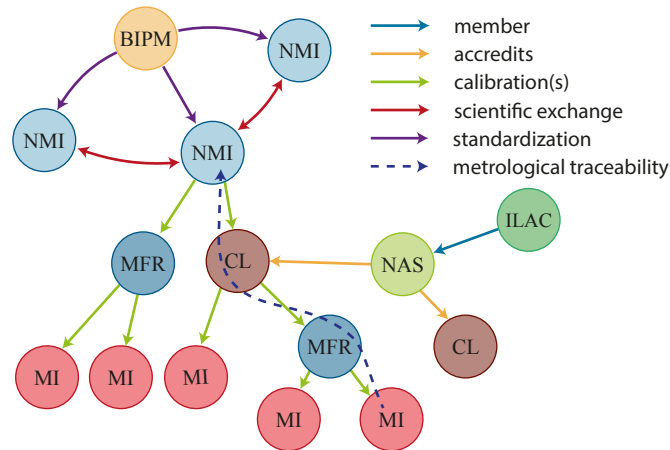 BIPM
NMI
member
accredits
calibration(s)
scientific exchange
standardization
metrological traceability
NMI
NMI
ILAC
MFR
CL
NAS
MFR
CL
MI
MI
MI
MI
MI